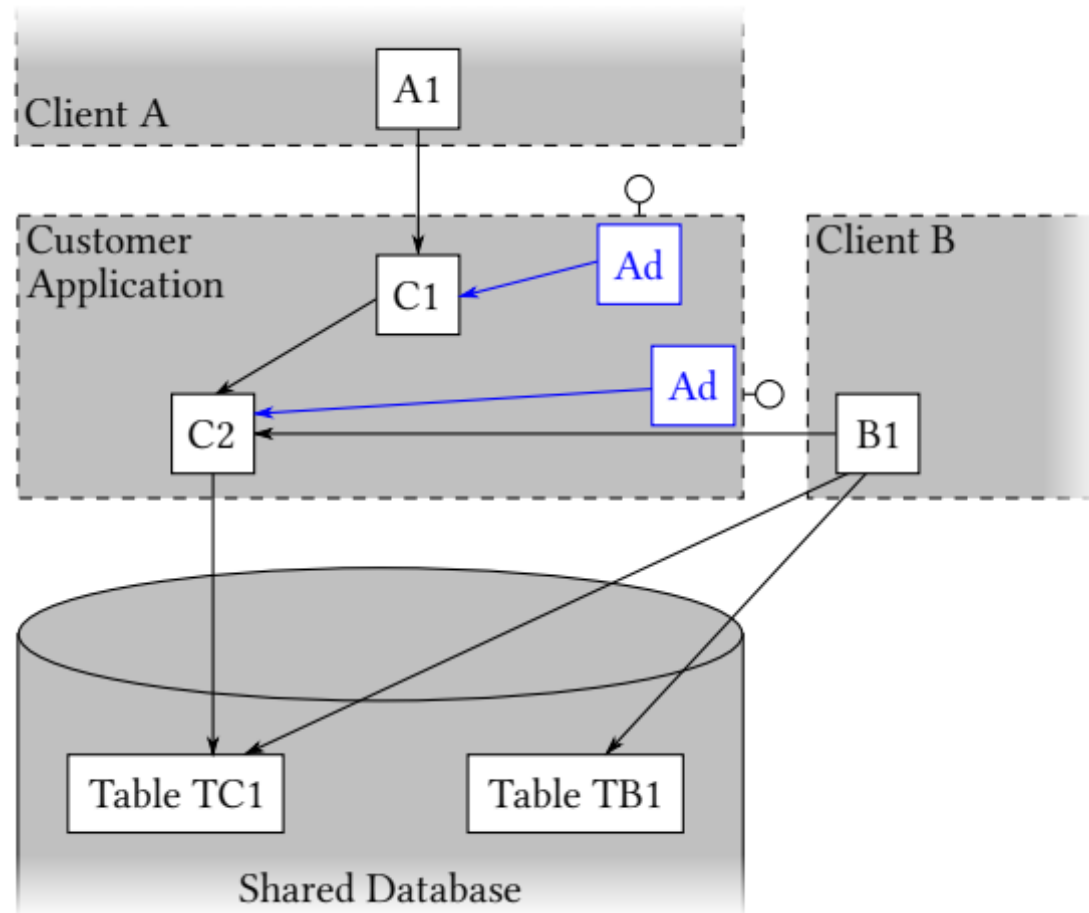 A1
Client A
Customer
Application
Ad
Client B
C1
Ad
C2
B1
Table TC1
Table TB1
Shared Database